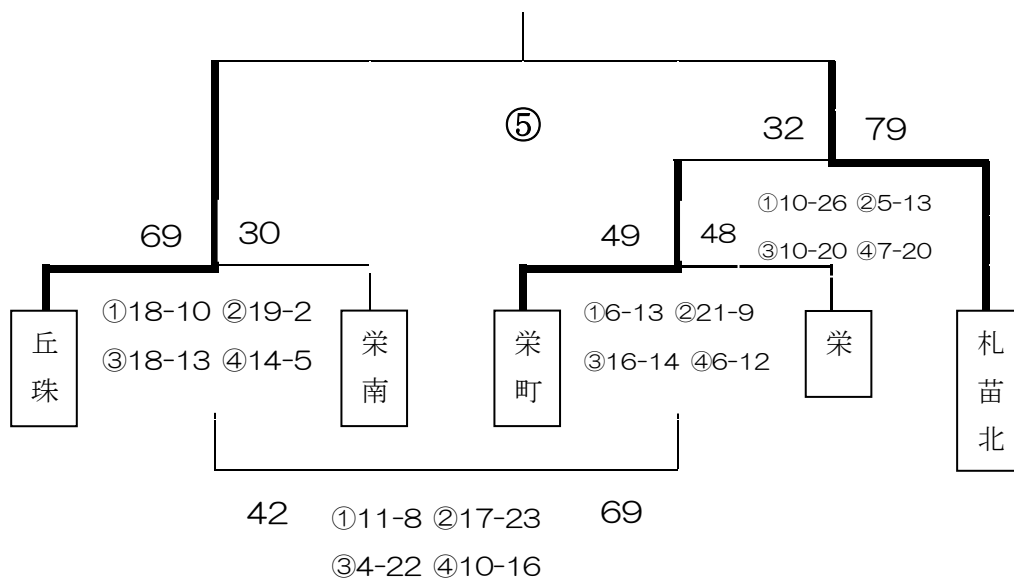 ⑤
32 79
①10-26 ②5-13
③10-20 ④7-20
69 30
49 48
①18-10 ②19-2
③18-13 ④14-5
①6-13 ②21-9
③16-14 ④6-12
丘珠
栄南
栄町
栄
札苗北
42 69
①11-8 ②17-23
③4-22 ④10-16